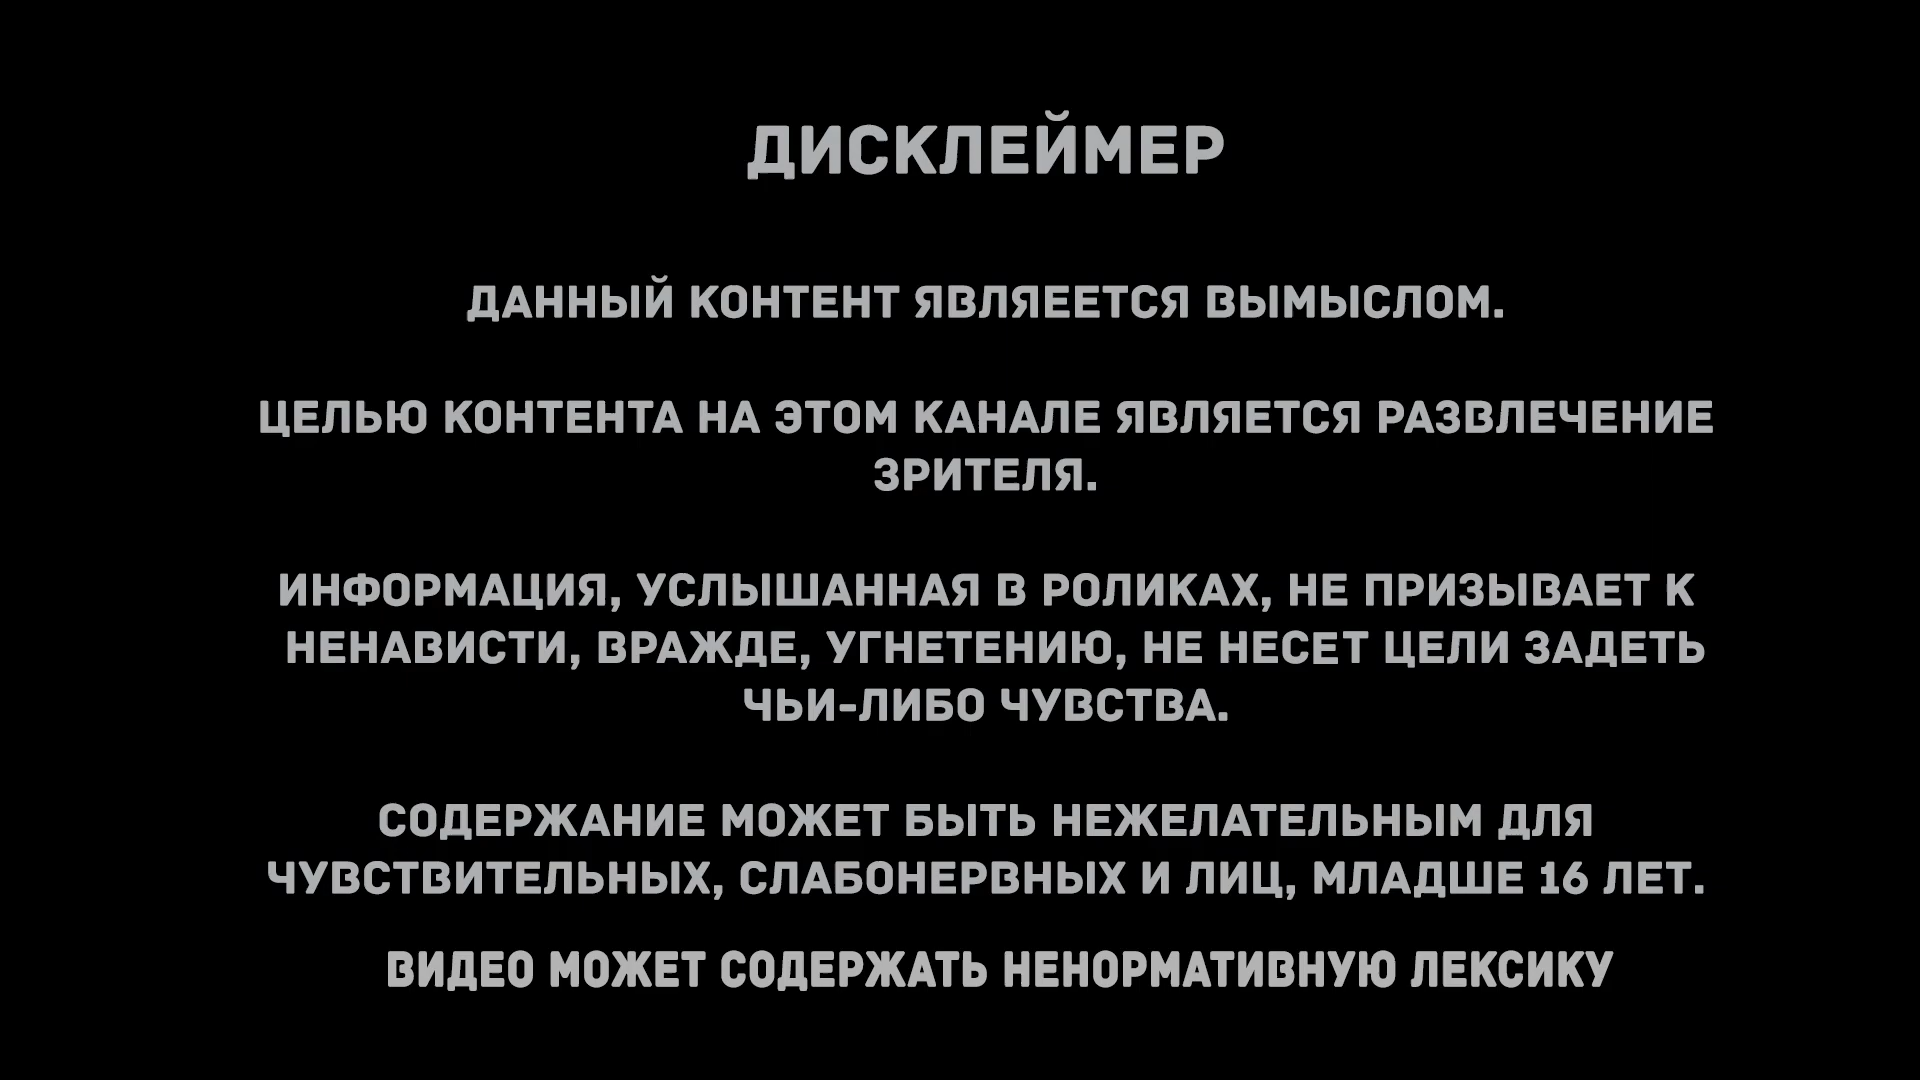 ДИСКЛЕЙМЕР
ДАННЫЙ КОНТЕНТ ЯВЛЯЕЕТСЯ ВЫМЫСЛОМ.
ЦЕЛЬЮ КОНТЕНТА НА ЭТОМ КАНАЛЕ ЯВЛЯЕТСЯ РАЗВЛЕЧЕНИЕ
ЗРИТЕЛЯ.
ИНФОРМАЦИЯ, УСЛЫШАННАЯ В РОЛИКАХ, НЕ ПРИЗЫВАЕТ К
НЕНАВИСТИ, ВРАЖДЕ, УГНЕТЕНИЮ, НЕ НЕСЕТ ЦЕЛИ ЗАДЕТЬ
ЧЬИ-ЛИБО ЧУВСТВА.
СОДЕРЖАНИЕ МОЖЕТ БЫТЬ НЕЖЕЛАТЕЛЬНЫМ ДЛЯ
ЧУВСТВИТЕЛЬНЫХ, СЛАБОНЕРВНЫХ И ЛИЦ, МЛАДШЕ 16 ЛЕТ.
ВИДЕО МОЖЕТ СОДЕРЖАТЬ НЕНОРМАТИВНУЮ ЛЕКСИКУ